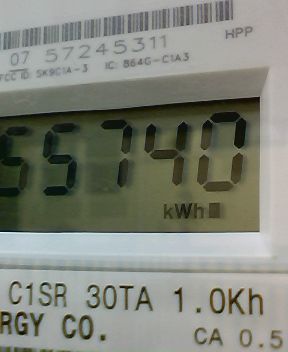 07 57245311
HPP
FCC ID: SK9C1A-3 IC: 864G-C1A3
55740
kWh
C1SR 30TA 1.0Kh
RGY CO.
CA 0.5